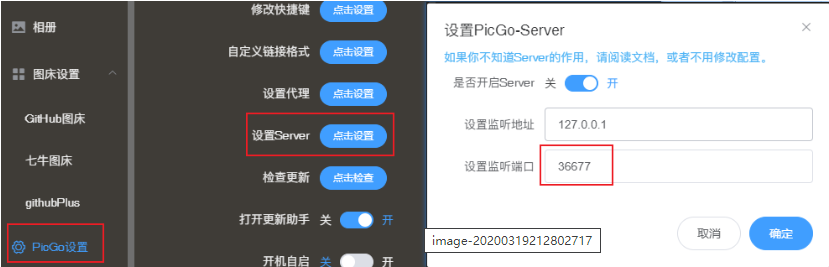 相册
图床设置
GitHub图床
七牛图床
githubPlus
PicGo设置
修改快捷键 点击设置
自定义链接格式 点击设置
设置代理 点击设置
设置Server 点击设置
检查更新 点击检查
打开更新助手 关 开
开机自启 关 开
设置PicGo-Server
如果你不知道Server的作用，请阅读文档，或者不用修改配置。
是否开启Server 关 开
设置监听地址 127.0.0.1
设置监听端口 36677
取消 确定
image-20200319212802717